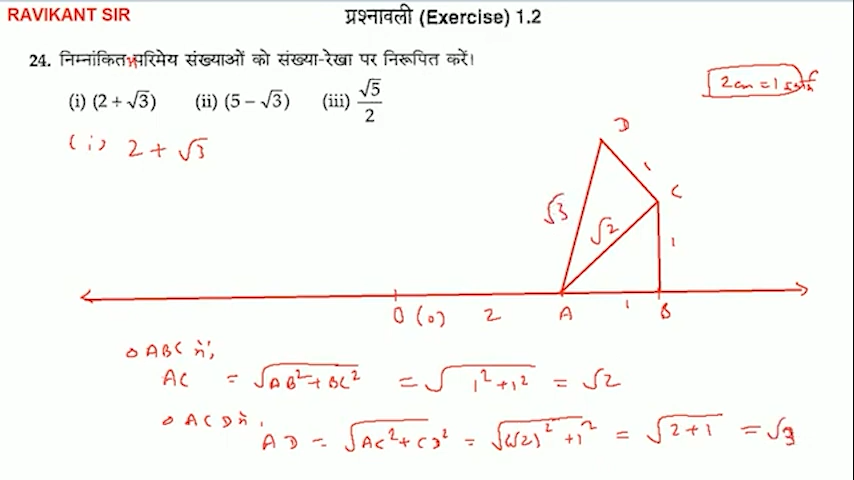 RAVIKANT SIR
प्रश्नावली (Exercise) 1.2
24. निम्नांकित परिमेय संख्याओं को संख्या-रेखा पर निरूपित करें।
2cm = 1
(i) (2 + √3) (ii) (5 − √3) (iii) √5/2
(i) 2 + √3
D
1
√3
√2
C
1
O (0) 2 A 1 B
△ABC में,
AC = √AB²+BC² = √1²+1² = √2
△ACD में,
AD = √AC²+CD² = √(√2)²+1² = √2+1 = √3